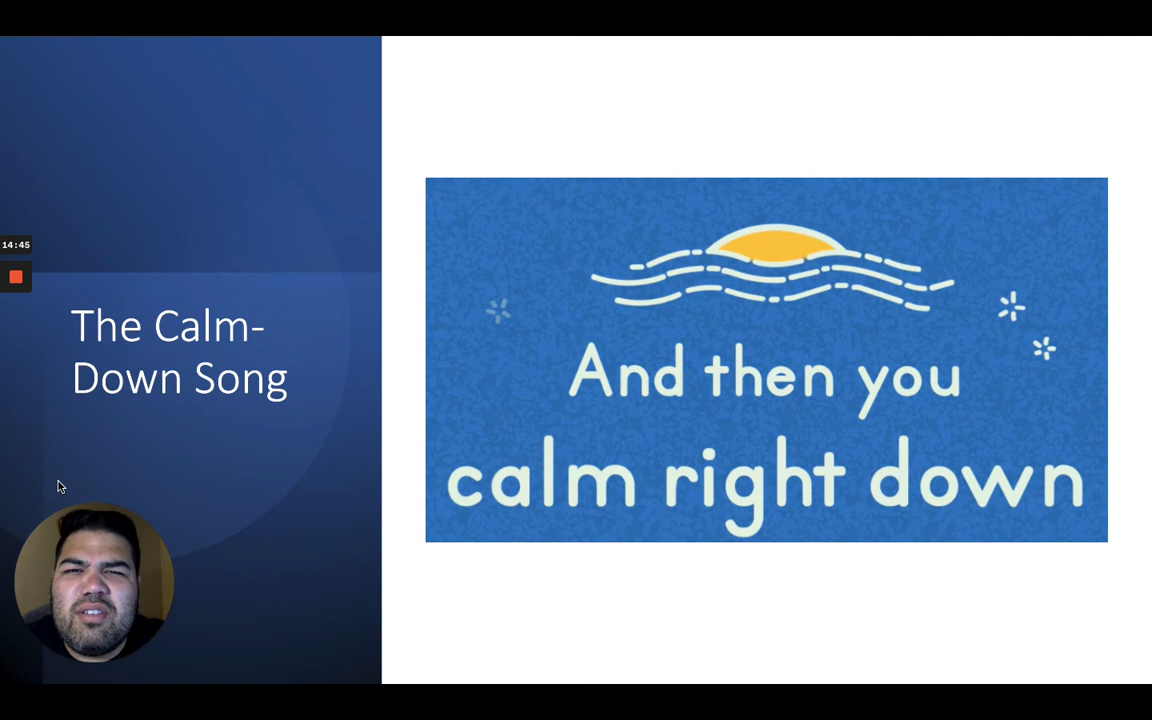 14:45
The Calm-
Down Song
And then you
calm right down